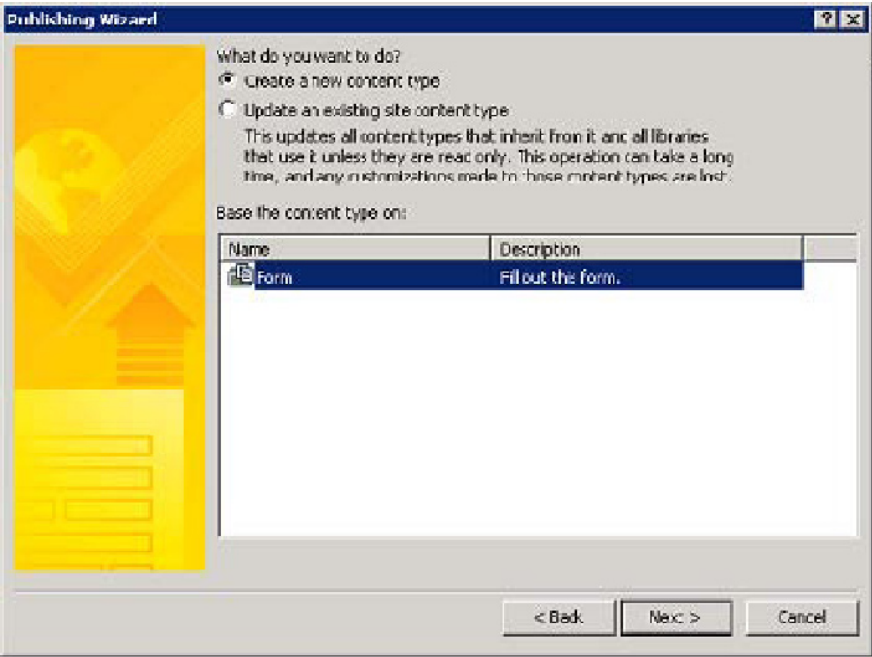 Publishing Wizard
What do you want to do?
Create a new content type
Update an existing site content type
This updates all content types that inherit from it and all libraries
that use it unless they are read only. This operation can take a long
time, and any customizations made to those content types are lost.
Base the content type on:
Name Description
Form Fill out this form.
< Back Next > Cancel